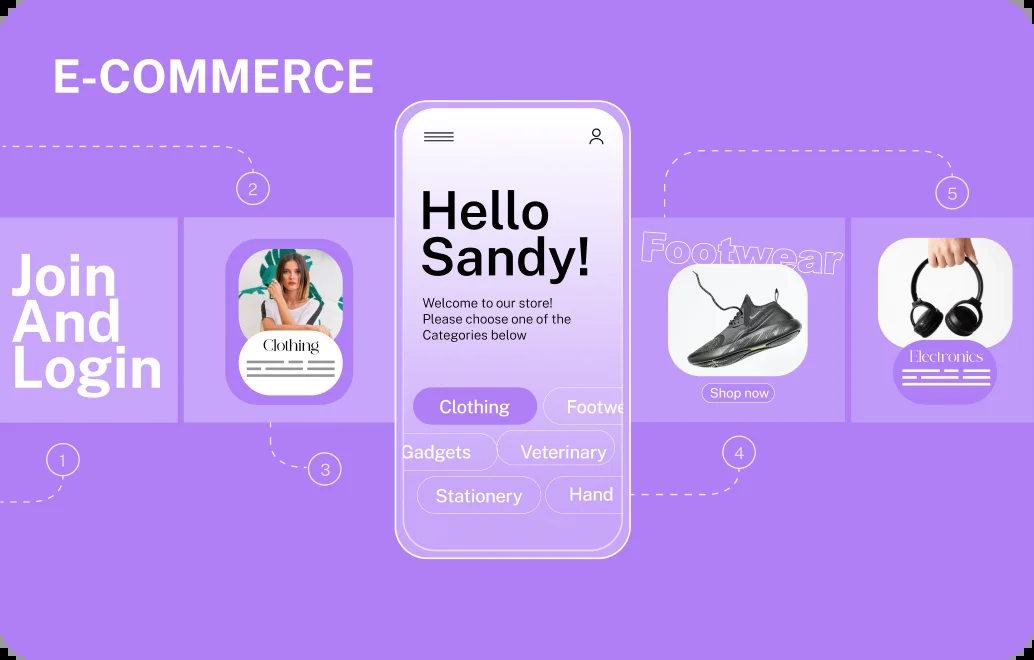 E-COMMERCE
2
5
Join
And
Login
Clothing
Hello
Sandy!
Welcome to our store!
Please choose one of the
Categories below
Clothing
Footwe
Gadgets
Veterinary
Stationery
Hand
Footwear
Shop now
Electronics
1
3
4